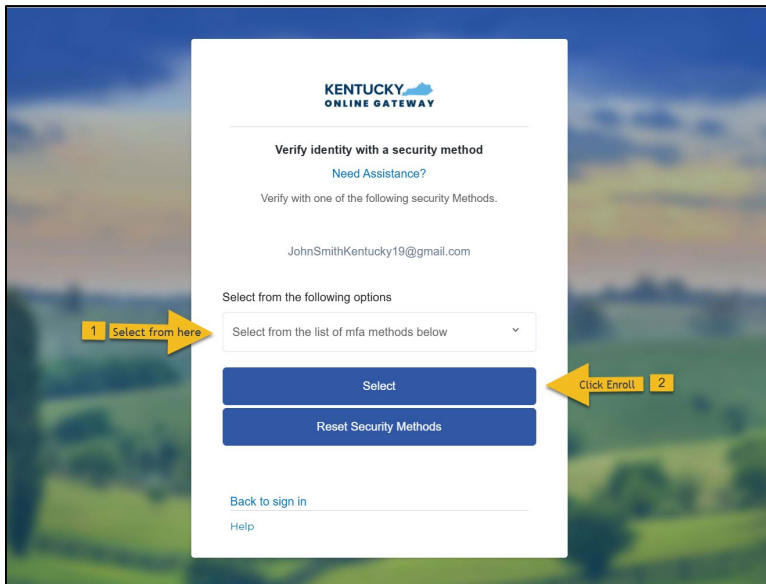 KENTUCKY
ONLINE GATEWAY
Verify identity with a security method
Need Assistance?
Verify with one of the following security Methods.
JohnSmithKentucky19@gmail.com
Select from the following options
1 Select from here
Select from the list of mfa methods below
Select
Click Enroll 2
Reset Security Methods
Back to sign in
Help